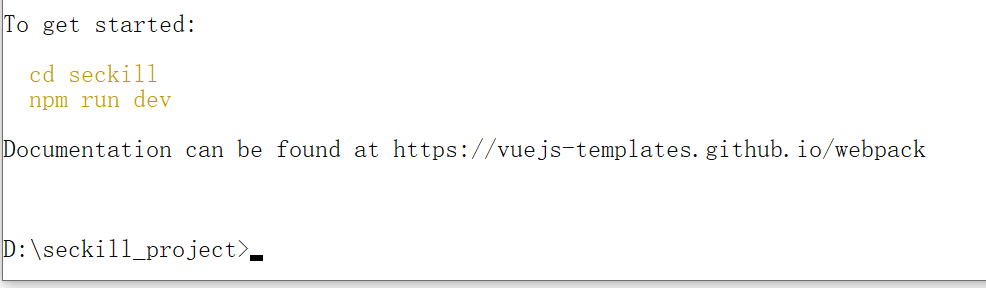 To get started:
cd seckill
npm run dev
Documentation can be found at https://vuejs-templates.github.io/webpack
D:\seckill_project>